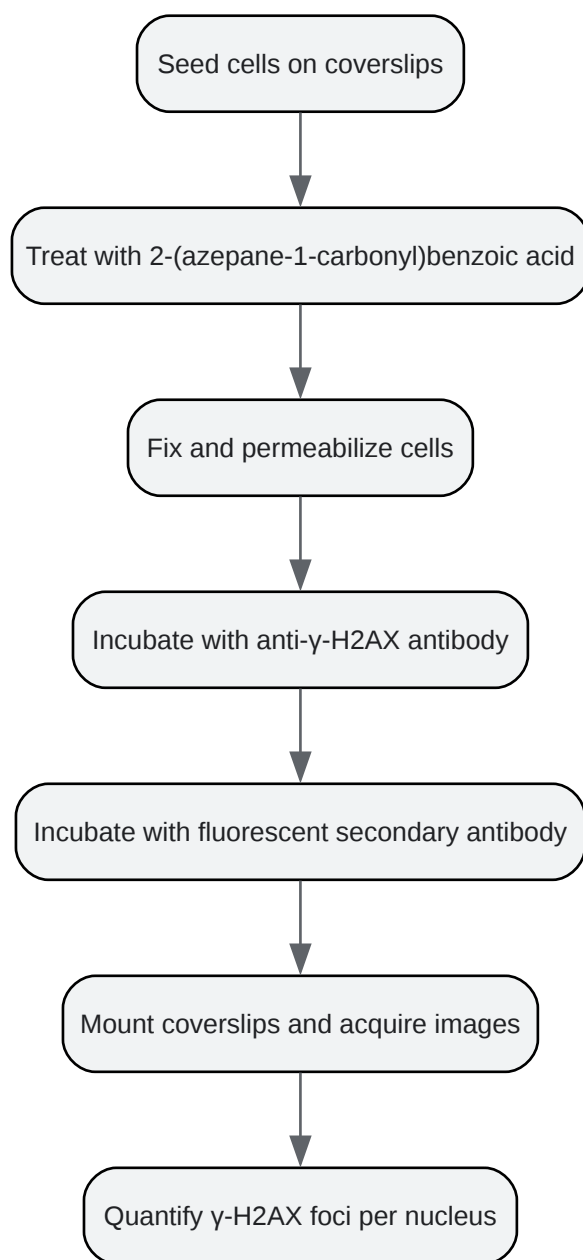 Seed cells on coverslips
Treat with 2-(azepane-1-carbonyl)benzoic acid
Fix and permeabilize cells
Incubate with anti-γ-H2AX antibody
Incubate with fluorescent secondary antibody
Mount coverslips and acquire images
Quantify γ-H2AX foci per nucleus